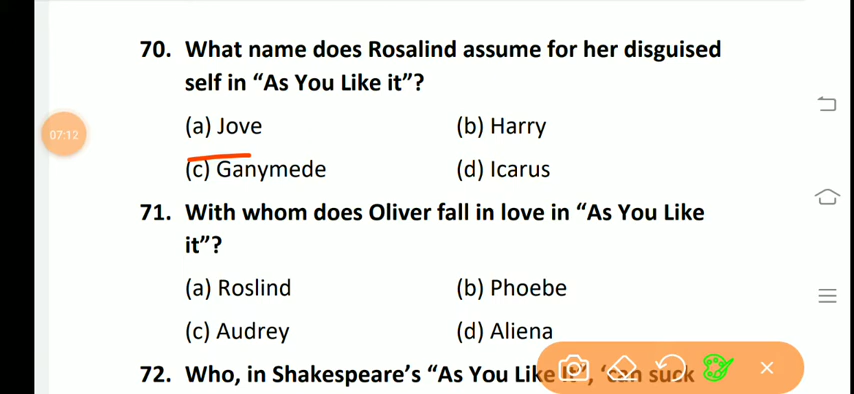 70. What name does Rosalind assume for her disguised
self in “As You Like it”?
(a) Jove (b) Harry
07:12
(c) Ganymede (d) Icarus
71. With whom does Oliver fall in love in “As You Like
it”?
(a) Roslind (b) Phoebe
(c) Audrey (d) Aliena
72. Who, in Shakespeare’s “As You Like It”, ‘can suck